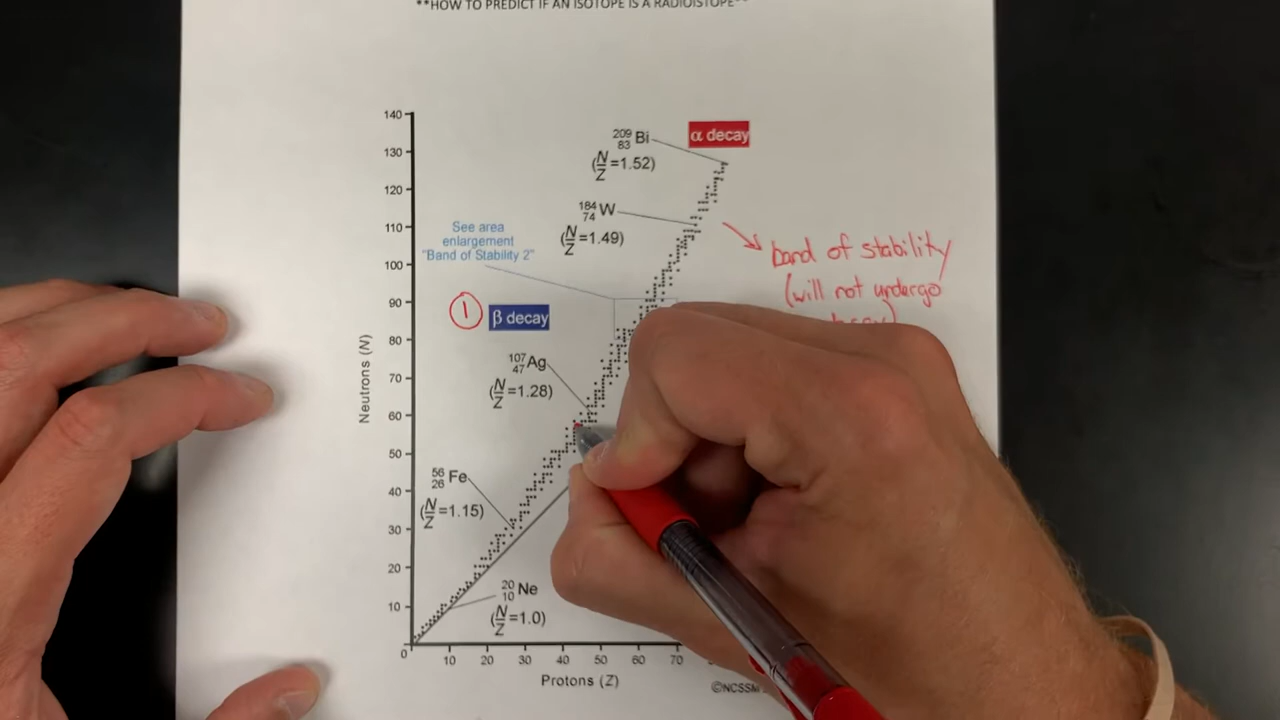 **HOW TO PREDICT IF AN ISOTOPE IS A RADIOISTOPE**
140
130
120
110
100
90
80
70
60
50
40
30
20
10
0
Neutrons (N)
209
83 Bi
(N/Z=1.52)
α decay
184
74 W
(N/Z=1.49)
See area
enlargement
"Band of Stability 2"
band of stability
(will not undergo
decay)
1
β decay
107
47 Ag
(N/Z=1.28)
56
26 Fe
(N/Z=1.15)
20
10 Ne
(N/Z=1.0)
10 20 30 40 50 60 70
Protons (Z)
©NCSSM